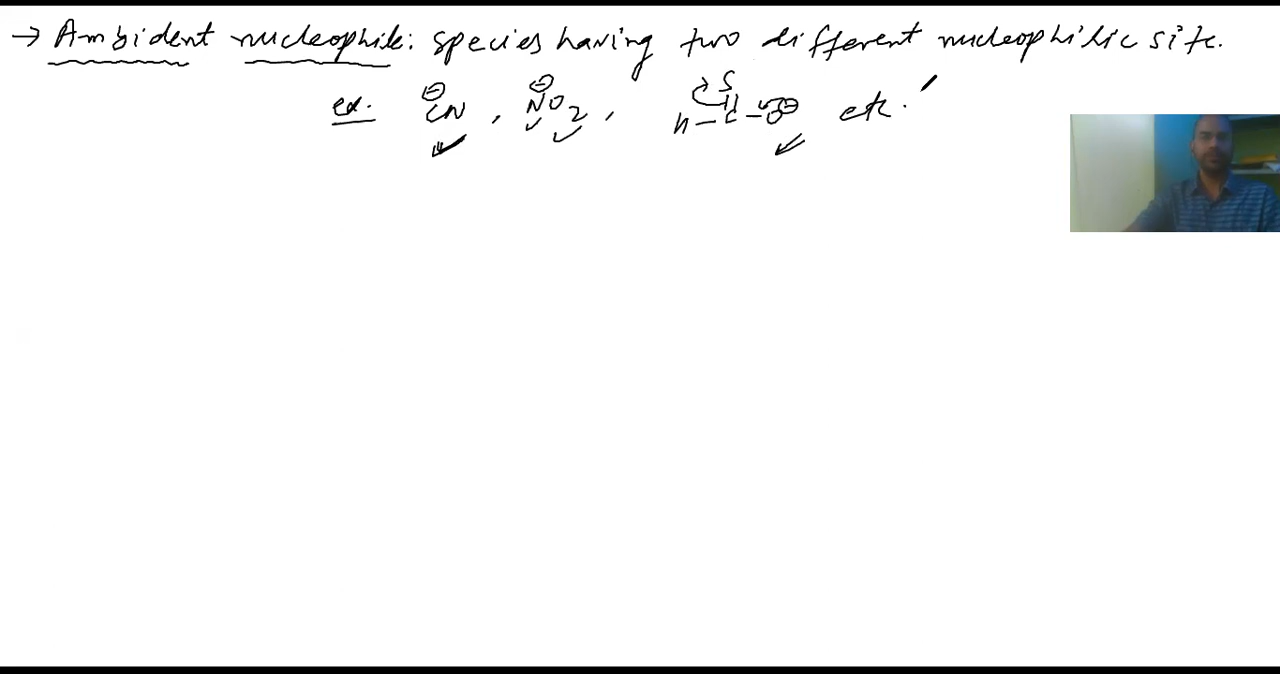 → Ambident nucleophile: species having two different nucleophilic site.
ex. ⊖CN, ⊖NO2, H-C(=S)-O⊖ etc.